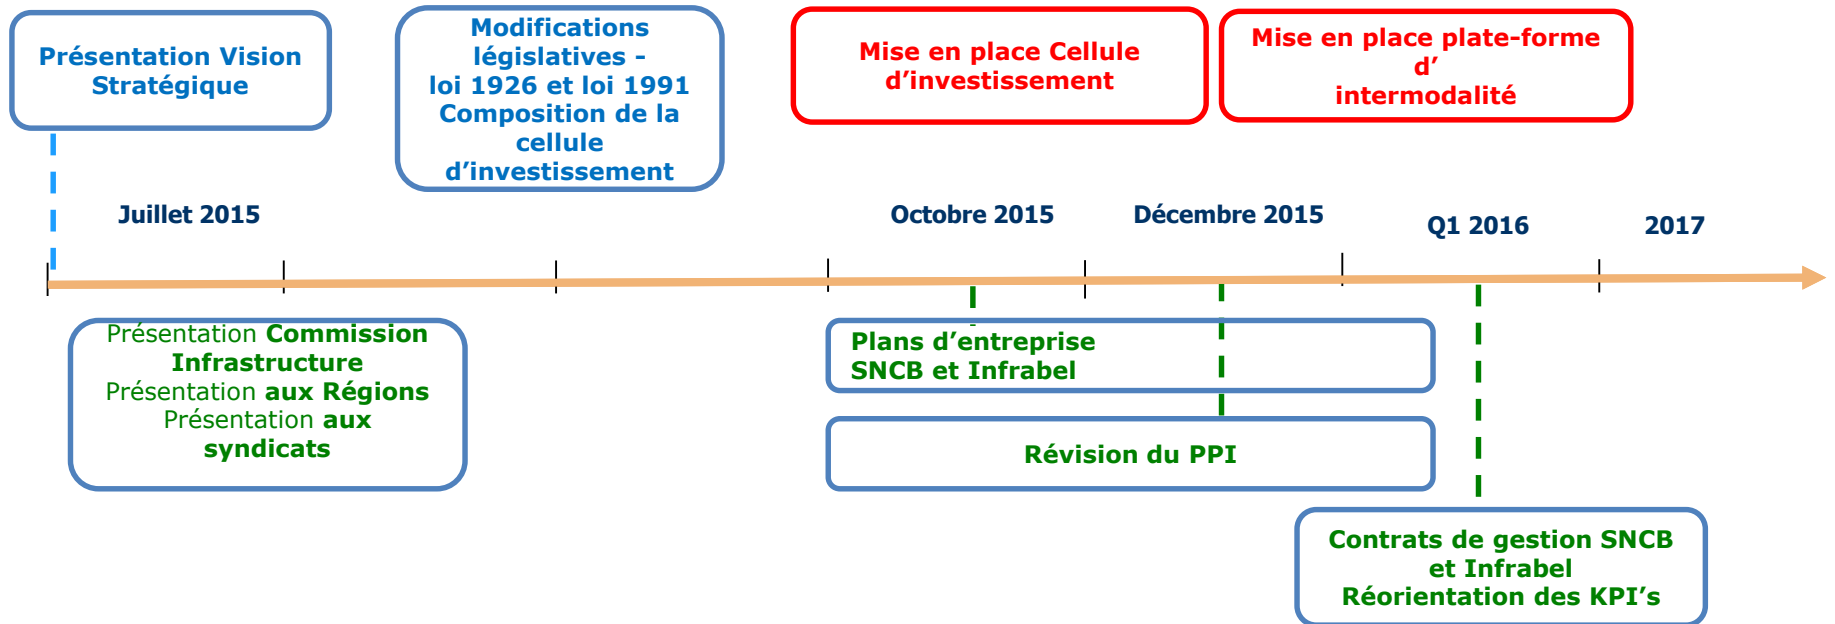 Présentation Vision
Stratégique
Modifications
législatives -
loi 1926 et loi 1991
Composition de la
cellule
d’investissement
Mise en place Cellule
d’investissement
Mise en place plate-forme
d’
intermodalité
Juillet 2015
Octobre 2015
Décembre 2015
Q1 2016
2017
Présentation Commission
Infrastructure
Présentation aux Régions
Présentation aux
syndicats
Plans d’entreprise
SNCB et Infrabel
Révision du PPI
Contrats de gestion SNCB
et Infrabel
Réorientation des KPI’s